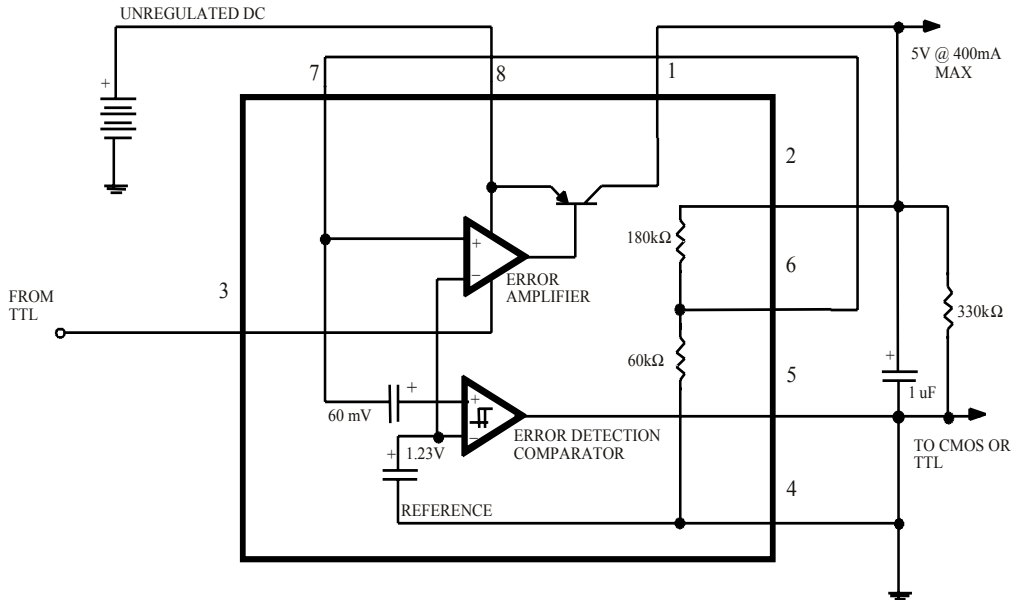 UNREGULATED DC
+
7
8
1
5V @ 400mA
MAX
2
180kΩ
+
−
ERROR
AMPLIFIER
6
3
FROM
TTL
330kΩ
60kΩ
5
+
1 uF
60 mV
+
+
−
ERROR DETECTION
COMPARATOR
TO CMOS OR
TTL
+
1.23V
4
REFERENCE